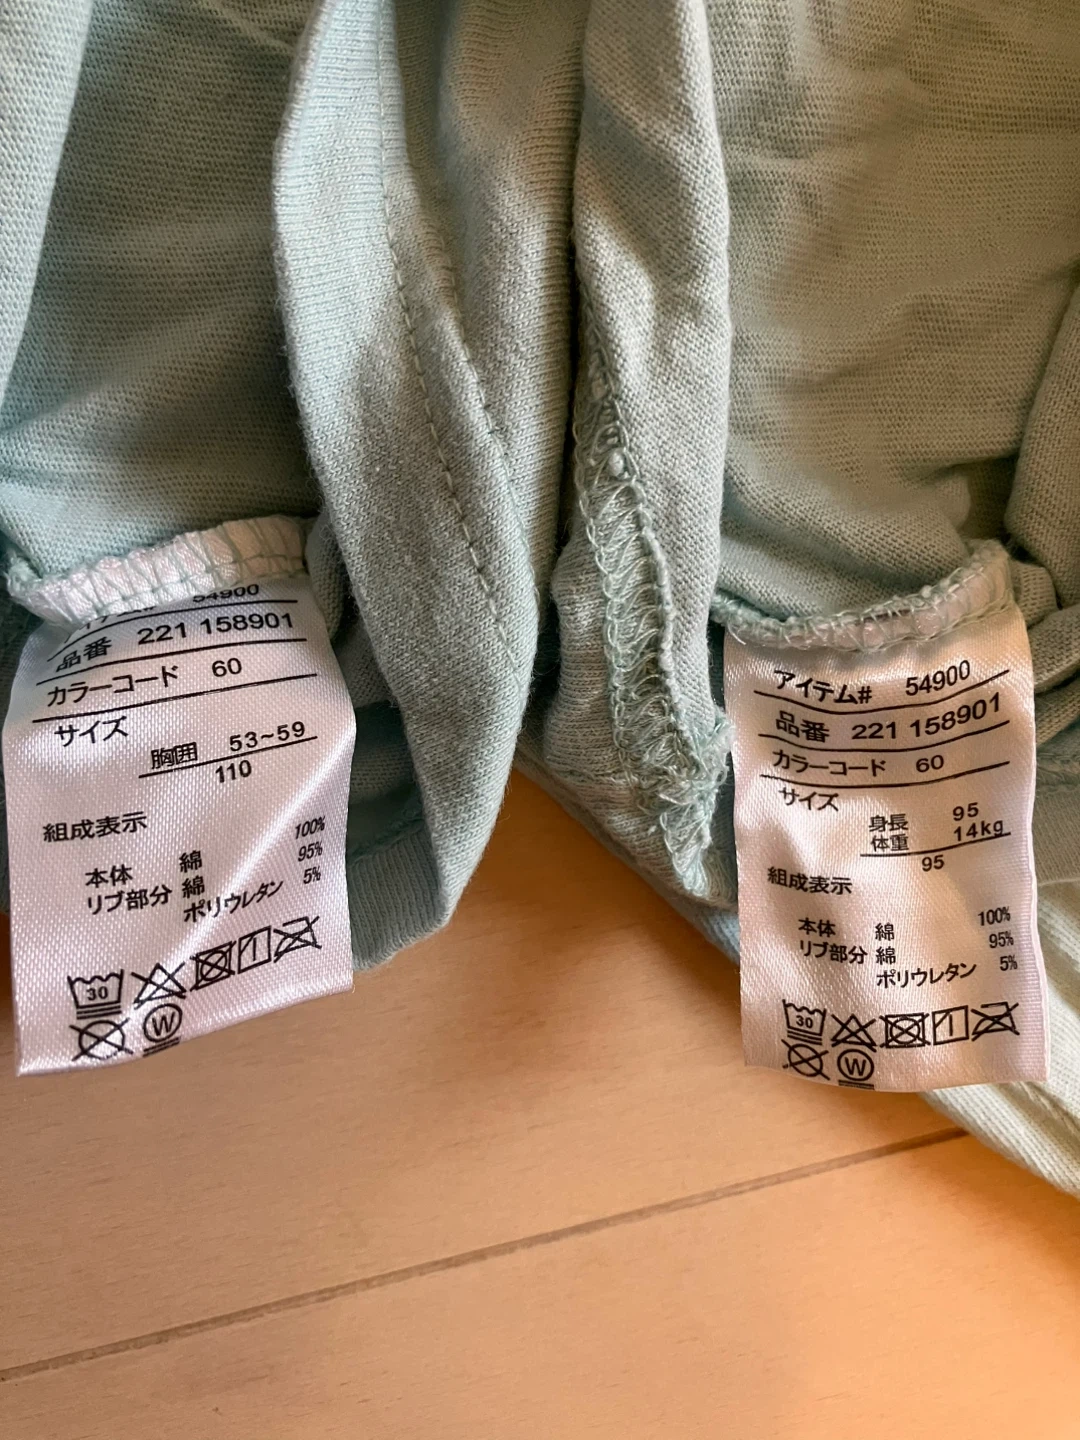 54900
品番 221 158901
カラーコード 60
サイズ
胸囲 53~59
110
組成表示
本体 綿 100%
リブ部分 綿 95%
ポリウレタン 5%
30
W
アイテム# 54900
品番 221 158901
カラーコード 60
サイズ
身長 95
体重 14kg
95
組成表示
本体 綿 100%
リブ部分 綿 95%
ポリウレタン 5%
30
W